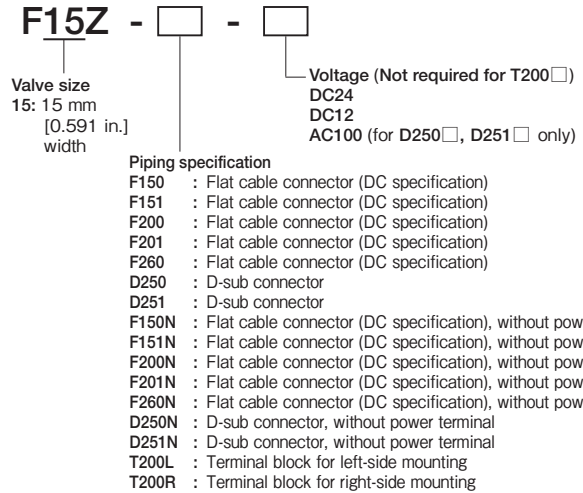 F15Z - □ - □
Valve size
15: 15 mm
[0.591 in.]
width
Voltage (Not required for T200□)
DC24
DC12
AC100 (for D250□, D251□ only)
Piping specification
F150 : Flat cable connector (DC specification)
F151 : Flat cable connector (DC specification)
F200 : Flat cable connector (DC specification)
F201 : Flat cable connector (DC specification)
F260 : Flat cable connector (DC specification)
D250 : D-sub connector
D251 : D-sub connector
F150N : Flat cable connector (DC specification), without pow
F151N : Flat cable connector (DC specification), without pow
F200N : Flat cable connector (DC specification), without pow
F201N : Flat cable connector (DC specification), without pow
F260N : Flat cable connector (DC specification), without pow
D250N : D-sub connector, without power terminal
D251N : D-sub connector, without power terminal
T200L : Terminal block for left-side mounting
T200R : Terminal block for right-side mounting